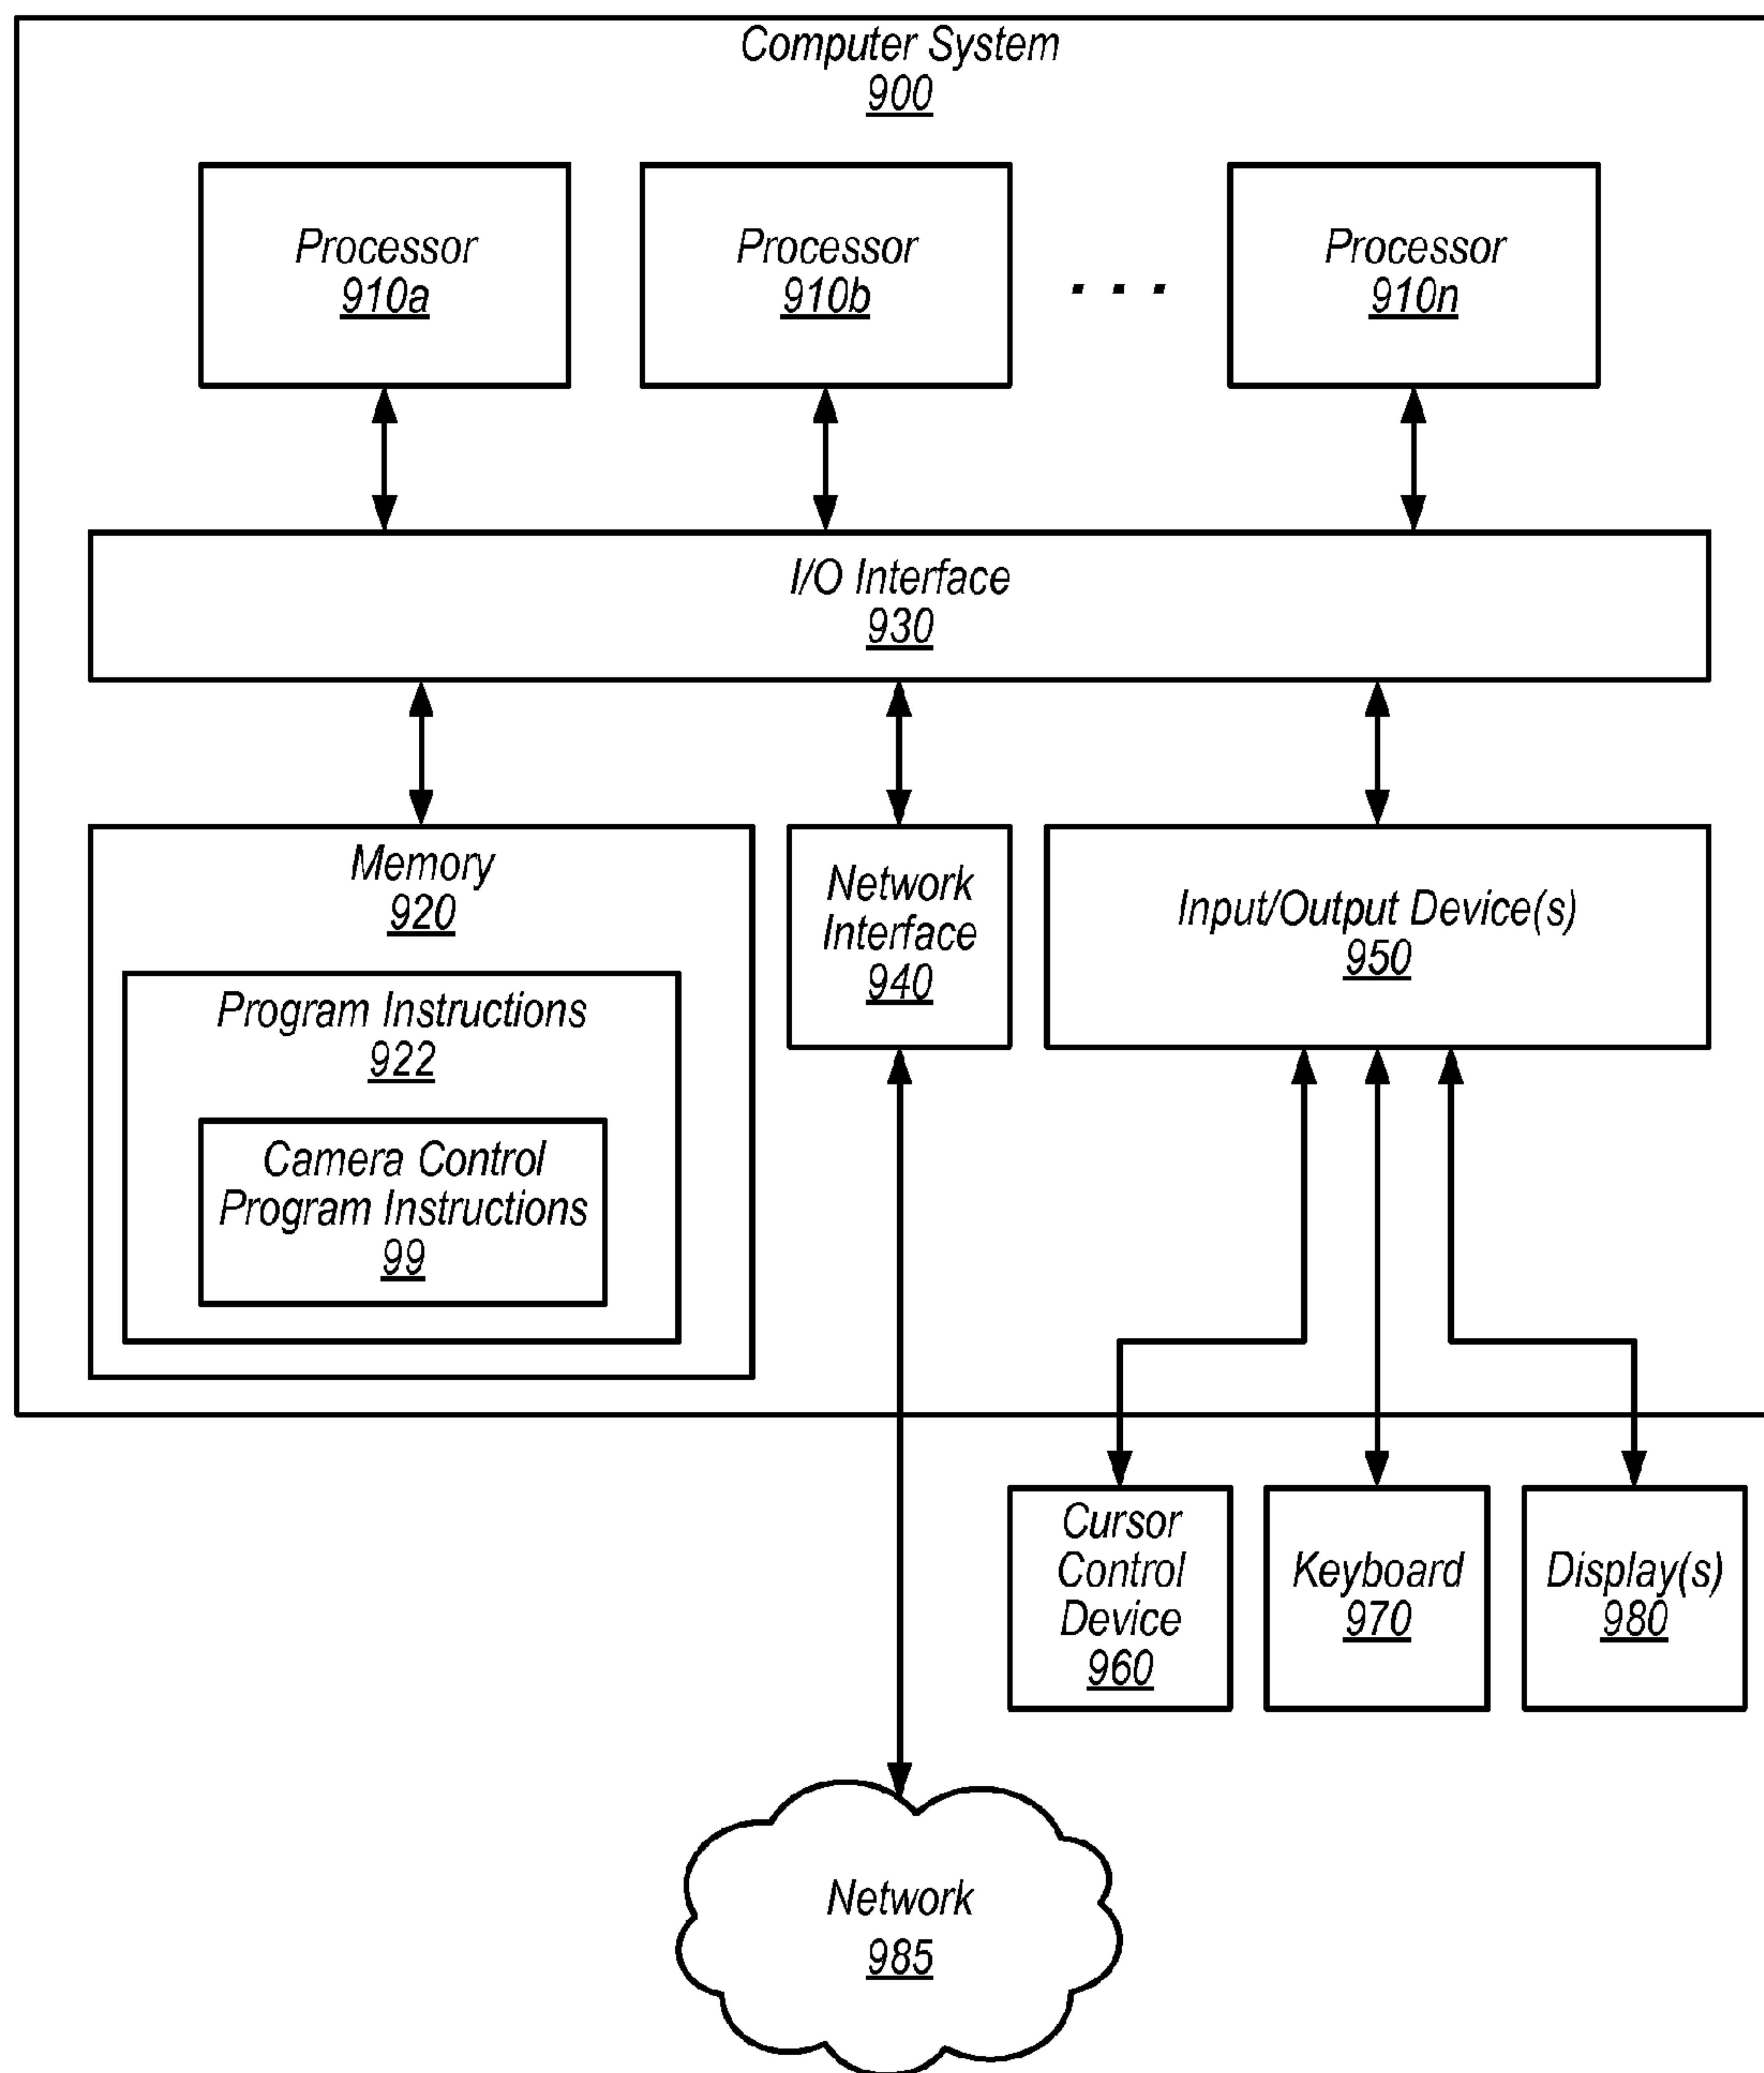 Computer System
900
Processor
910a
Processor
910b
. . .
Processor
910n
I/O Interface
930
Memory
920
Program Instructions
922
Camera Control
Program Instructions
99
Network
Interface
940
Input/Output Device(s)
950
Cursor
Control
Device
960
Keyboard
970
Display(s)
980
Network
985